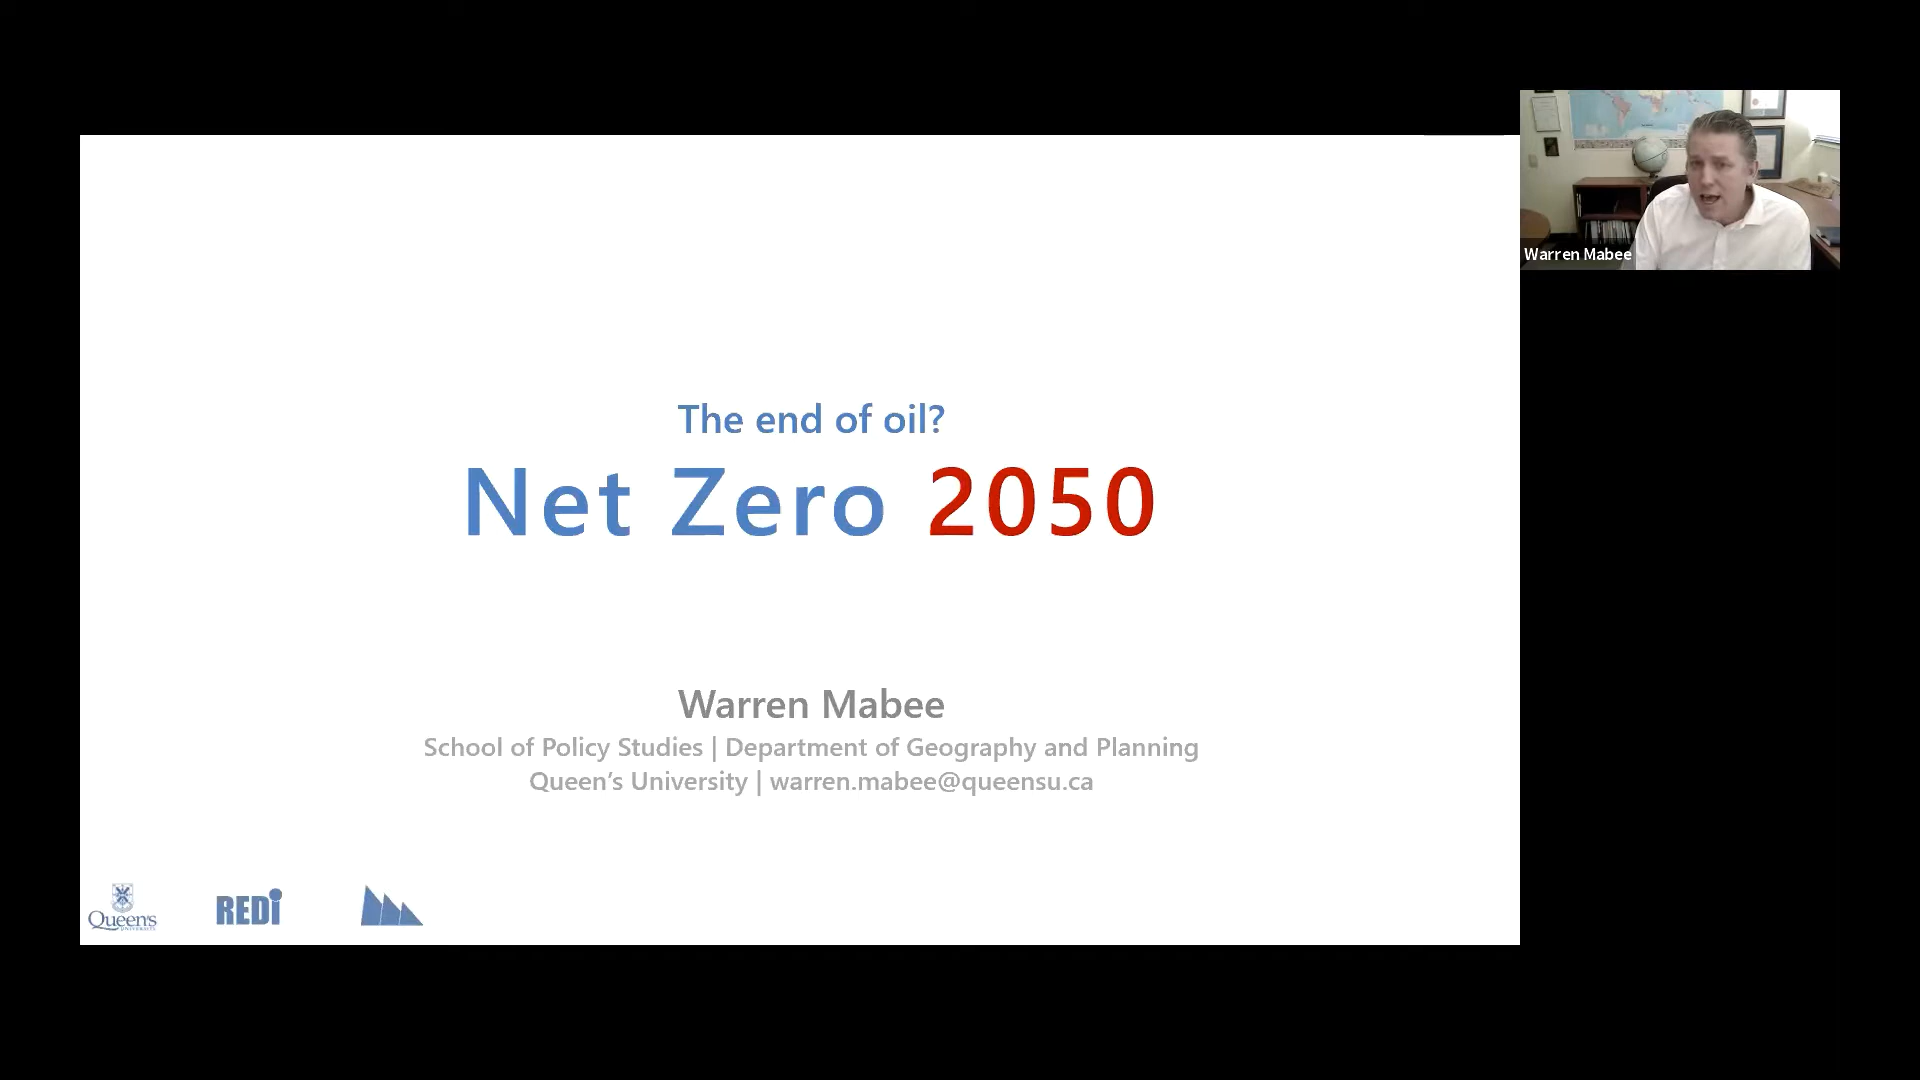 The end of oil?
Net Zero 2050
Warren Mabee
School of Policy Studies | Department of Geography and Planning
Queen’s University | warren.mabee@queensu.ca
Queen's
UNIVERSITY
REDi
Warren Mabee